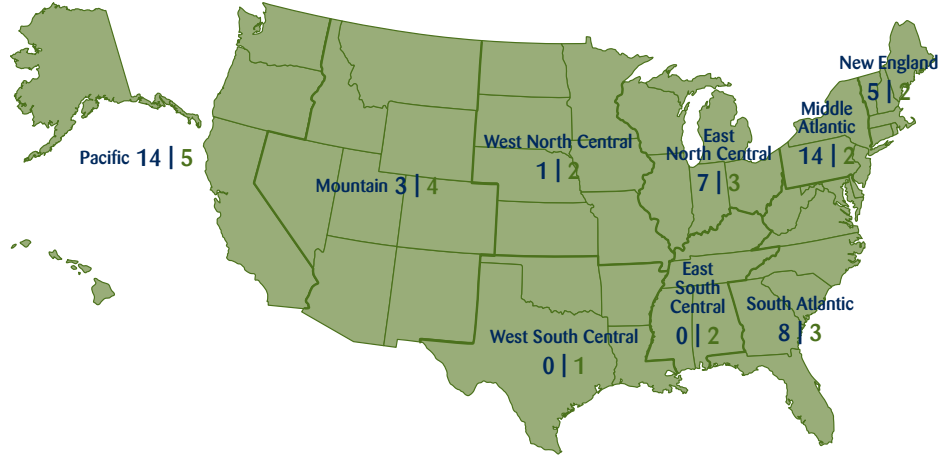 New England
5 | 2
Middle
Atlantic
14 | 2
East
North Central
7 | 3
West North Central
1 | 2
Pacific 14 | 5
Mountain 3 | 4
East
South
Central
0 | 2
South Atlantic
8 | 3
West South Central
0 | 1